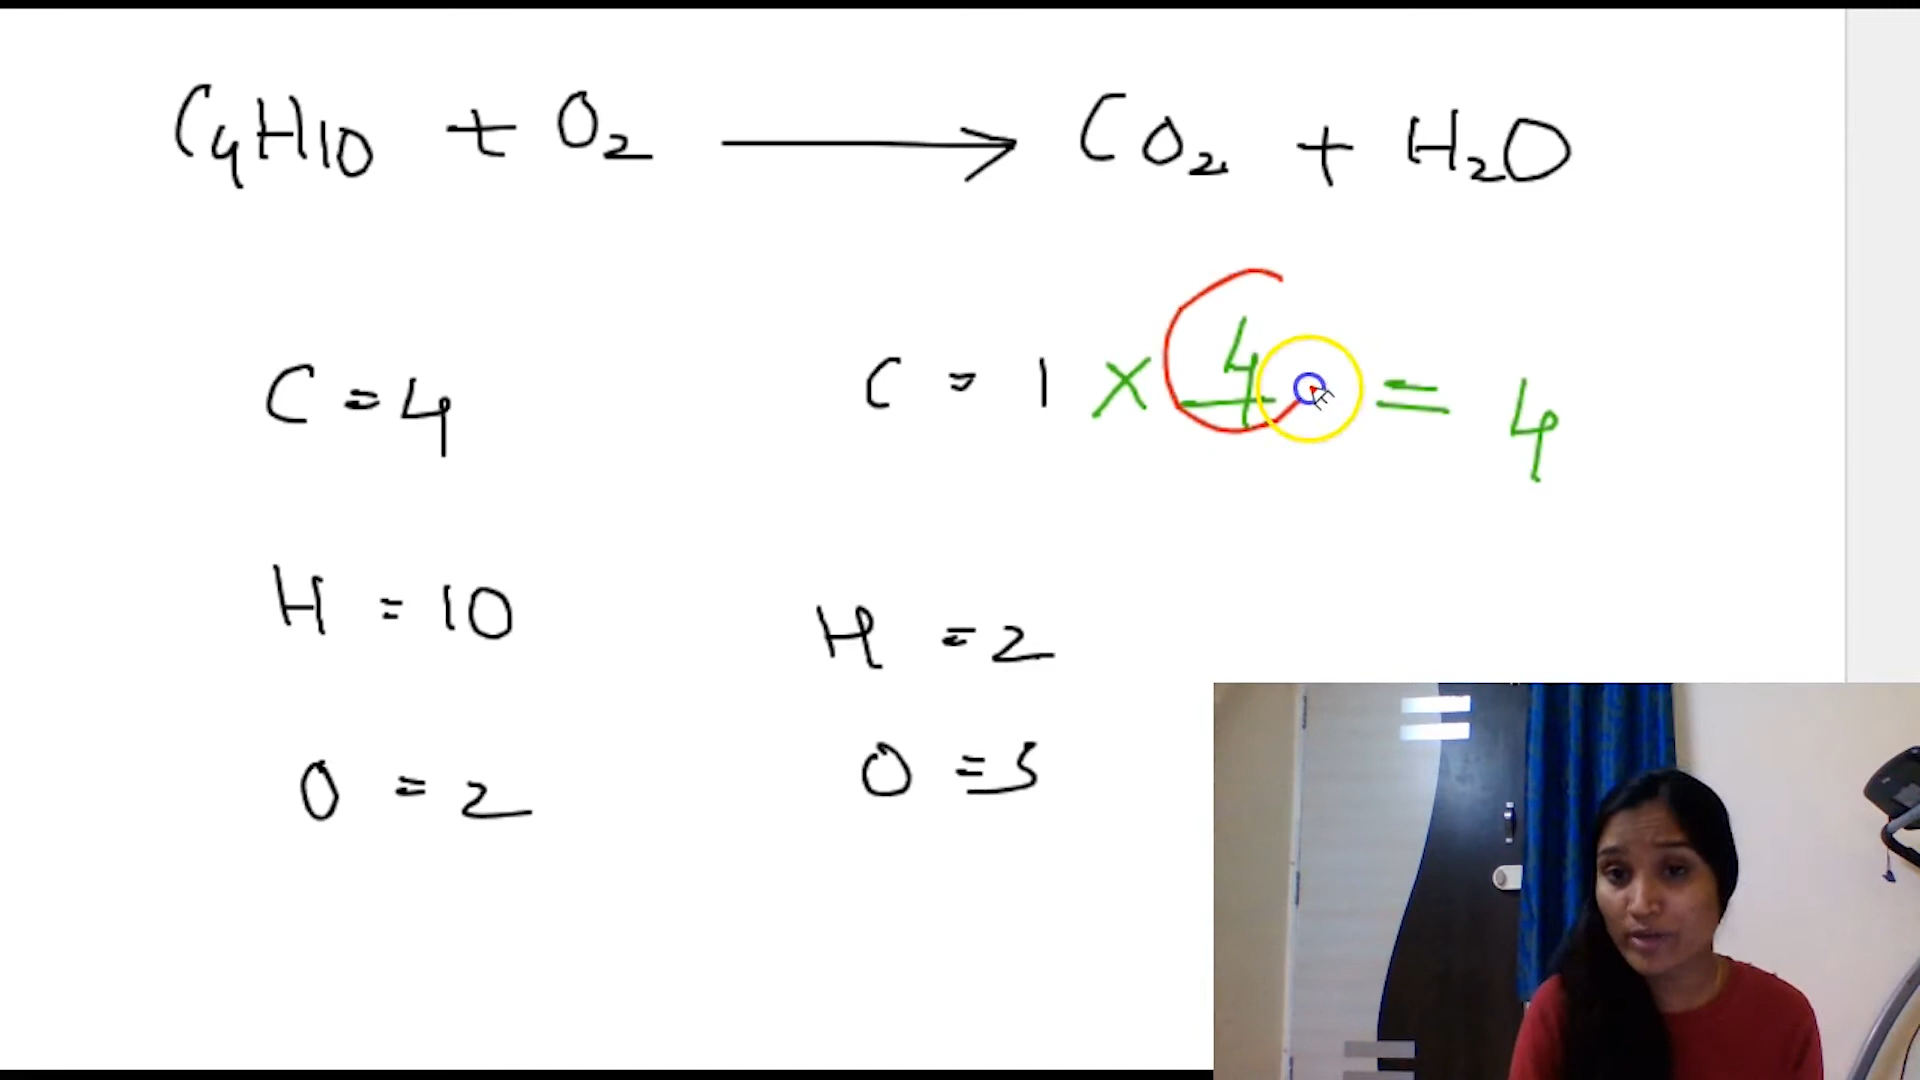 C4H10 + O2 ⟶ CO2 + H2O
C = 4 C = 1 × 4 = 4
H = 10 H = 2
O = 2 O = 3